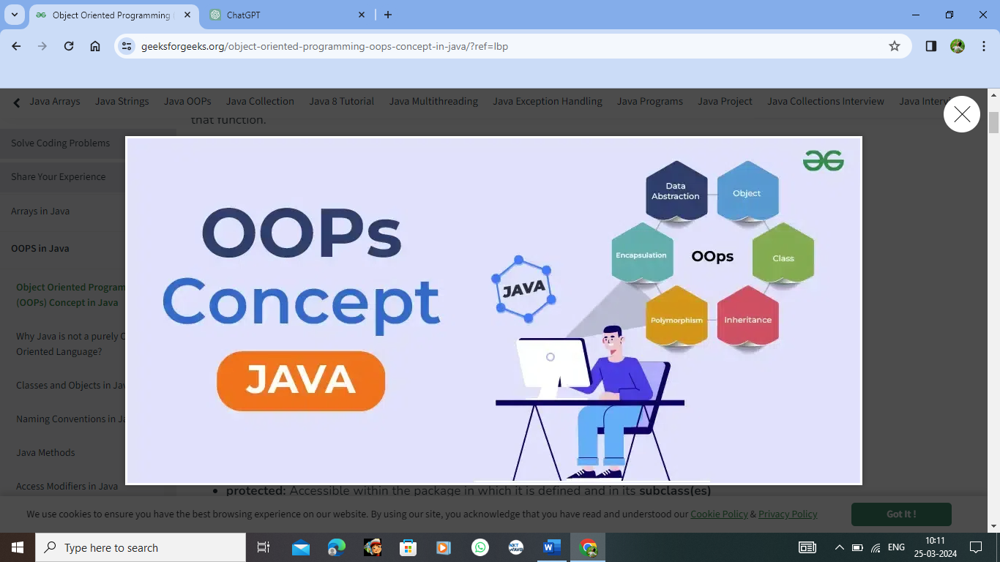 Object Oriented Programming
ChatGPT
geeksforgeeks.org/object-oriented-programming-oops-concept-in-java/?ref=lbp
Java Arrays Java Strings Java OOPs Java Collection Java 8 Tutorial Java Multithreading Java Exception Handling Java Programs Java Project Java Collections Interview Java
that function.
Solve Coding Problems
Share Your Experience
Arrays in Java
OOPS in Java
Object Oriented Program
(OOPs) Concept in Java
Why Java is not a purely
Oriented Language?
Classes and Objects in
Naming Conventions in
Java Methods
Access Modifiers in Java
OOPs
Concept
JAVA
JAVA
Data
Abstraction
Object
Encapsulation
OOps
Class
Polymorphism
Inheritance
protected: Accessible within the package in which it is defined and in its subclass(es)
We use cookies to ensure you have the best browsing experience on our website. By using our site, you acknowledge that you have read and understood our Cookie Policy & Privacy Policy
Got It !
Type here to search
NXT
WAVE
W
ENG
10:11
25-03-2024